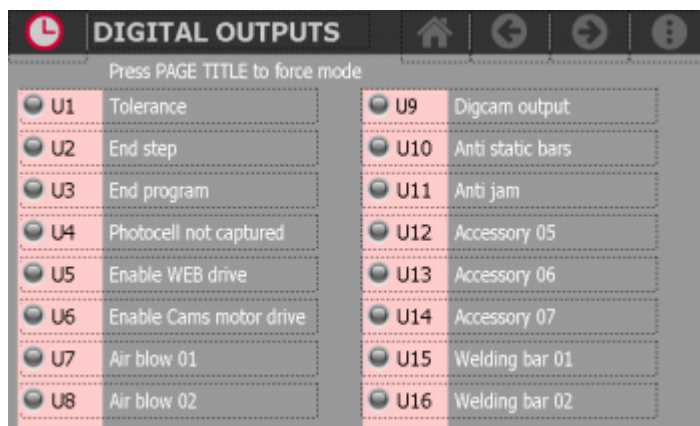 DIGITAL OUTPUTS
Press PAGE TITLE to force mode
U1 Tolerance
U2 End step
U3 End program
U4 Photocell not captured
U5 Enable WEB drive
U6 Enable Cams motor drive
U7 Air blow 01
U8 Air blow 02
U9 Digcam output
U10 Anti static bars
U11 Anti jam
U12 Accessory 05
U13 Accessory 06
U14 Accessory 07
U15 Welding bar 01
U16 Welding bar 02